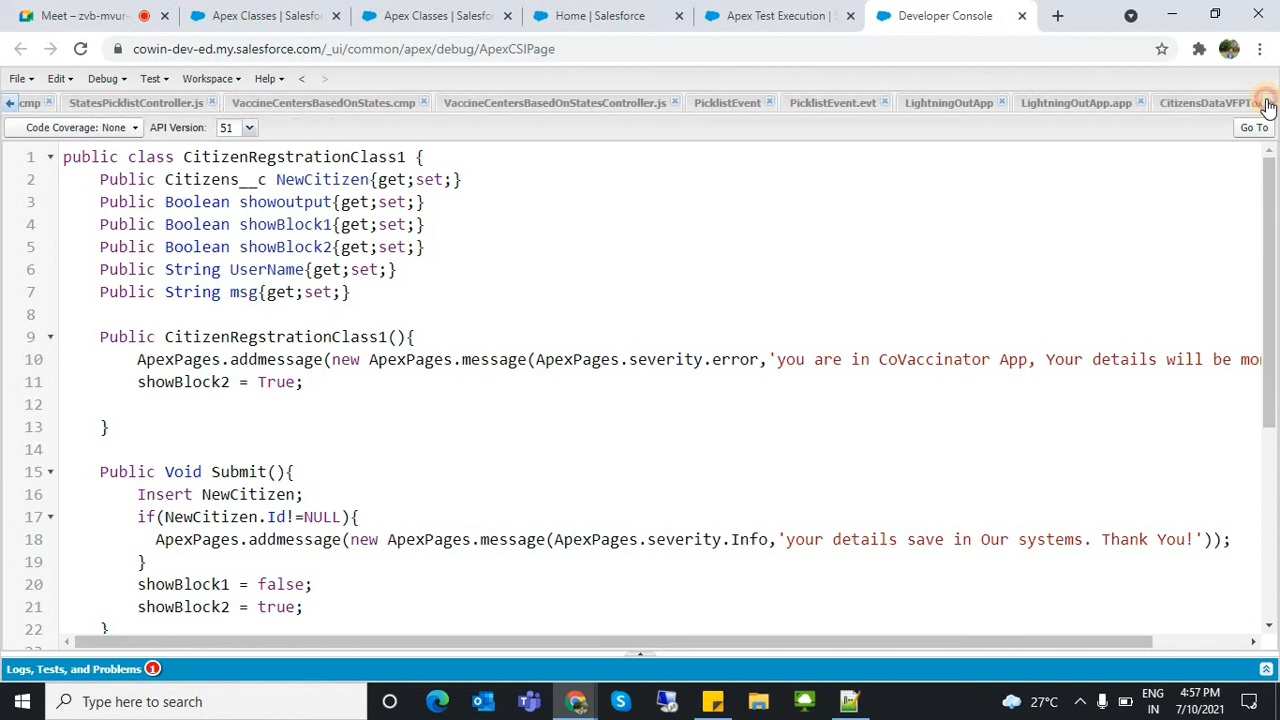 Meet – zvb-mvur-
Apex Classes | Salesfo
Apex Classes | Salesfo
Home | Salesforce
Apex Test Execution |
Developer Console
cowin-dev-ed.my.salesforce.com/_ui/common/apex/debug/ApexCSIPage
File Edit Debug Test Workspace Help < >
cmp StatesPicklistController.js VaccineCentersBasedOnStates.cmp VaccineCentersBasedOnStatesController.js PicklistEvent PicklistEvent.evt LightningOutApp LightningOutApp.app CitizensDataVFPTo
Code Coverage: None API Version: 51 Go To
1 public class CitizenRegstrationClass1 {
2 Public Citizens__c NewCitizen{get;set;}
3 Public Boolean showoutput{get;set;}
4 Public Boolean showBlock1{get;set;}
5 Public Boolean showBlock2{get;set;}
6 Public String UserName{get;set;}
7 Public String msg{get;set;}
8
9 Public CitizenRegstrationClass1(){
10 ApexPages.addmessage(new ApexPages.message(ApexPages.severity.error,'you are in CoVaccinator App, Your details will be mo
11 showBlock2 = True;
12
13 }
14
15 Public Void Submit(){
16 Insert NewCitizen;
17 if(NewCitizen.Id!=NULL){
18 ApexPages.addmessage(new ApexPages.message(ApexPages.severity.Info,'your details save in Our systems. Thank You!'));
19 }
20 showBlock1 = false;
21 showBlock2 = true;
22 }
Logs, Tests, and Problems 1
Type here to search
27°C
ENG
IN
4:57 PM
7/10/2021